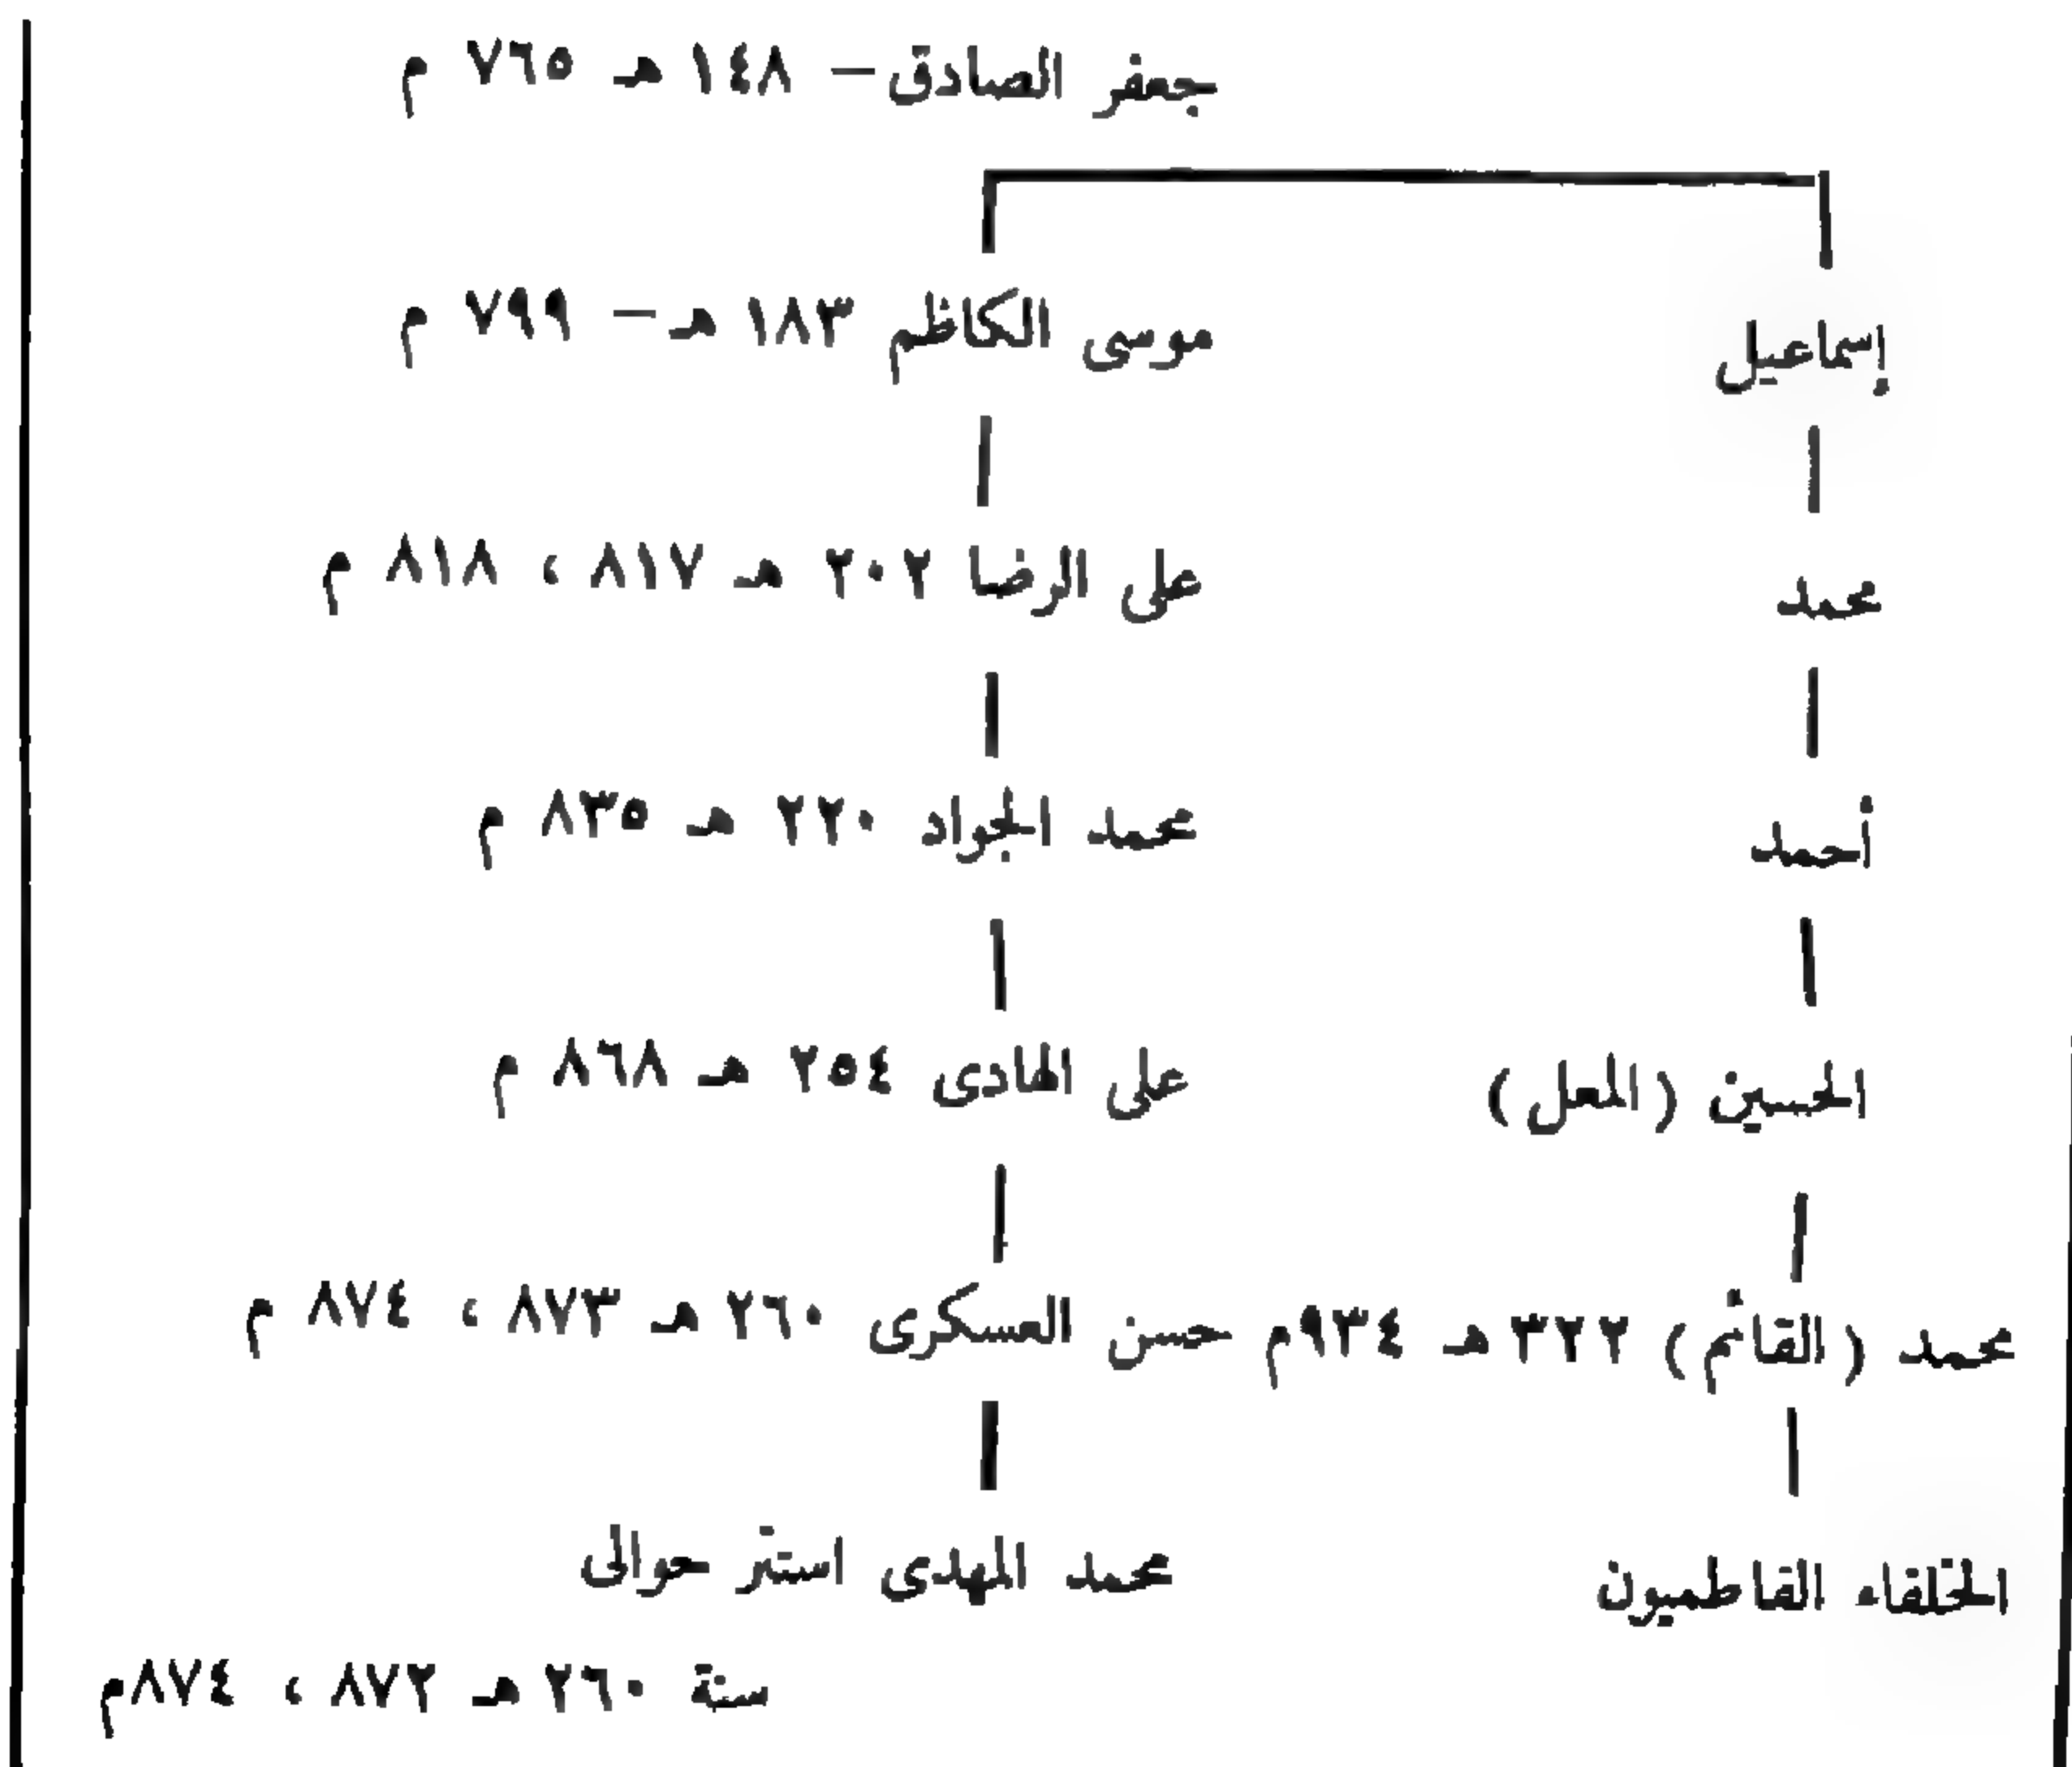 جعفر الصادق – ١٤٨ هـ ٧٦٥ م
إسماعيل
موسى الكاظم ١٨٣ هـ – ٧٩٩ م
محمد
على الرضا ٢٠٢ هـ ٨١٧ ، ٨١٨ م
أحمد
محمد الجواد ٢٢٠ هـ ٨٣٥ م
الحسين (المعل)
على الهادى ٢٥٤ هـ ٨٦٨ م
محمد (القائم) ٣٢٢ هـ ٩٣٤م
حسن العسكرى ٢٦٠ هـ ٨٧٣ ، ٨٧٤ م
الخلفاء الفاطميون
محمد المهدى استتر حوالى
سنة ٢٦٠ هـ ٨٧٢ ، ٨٧٤م